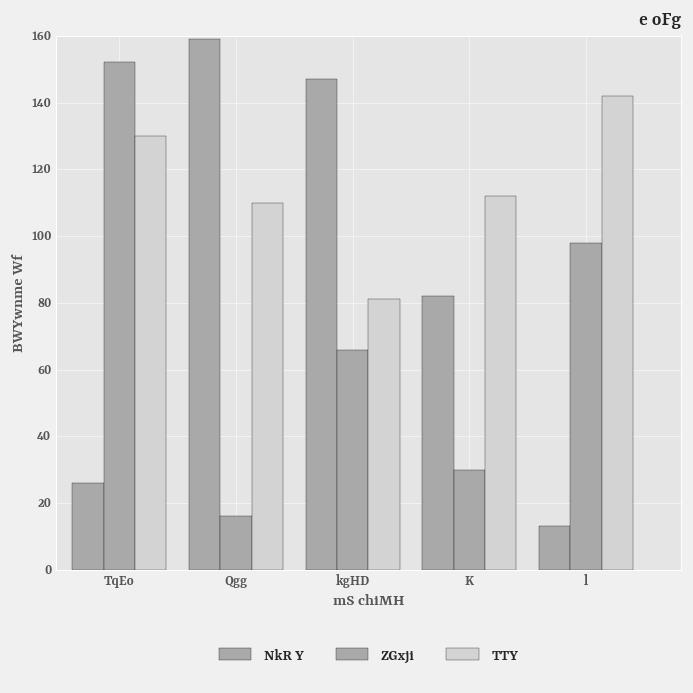 e oFg
BWYwnme Wf
160
140
120
100
80
60
40
20
0
TqEo Qgg kgHD K l
mS chiMH
NkR Y ZGxji TTY